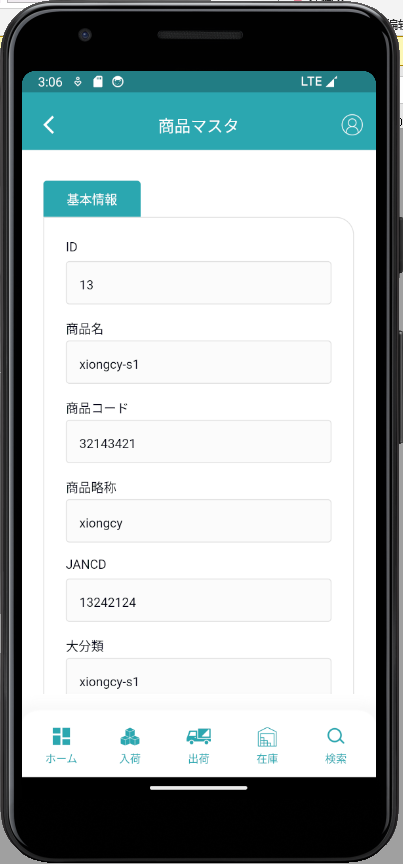 3:06
LTE
商品マスタ
基本情報
ID
13
商品名
xiongcy-s1
商品コード
32143421
商品略称
xiongcy
JANCD
13242124
大分類
xiongcy-s1
ホーム
入荷
出荷
在庫
検索